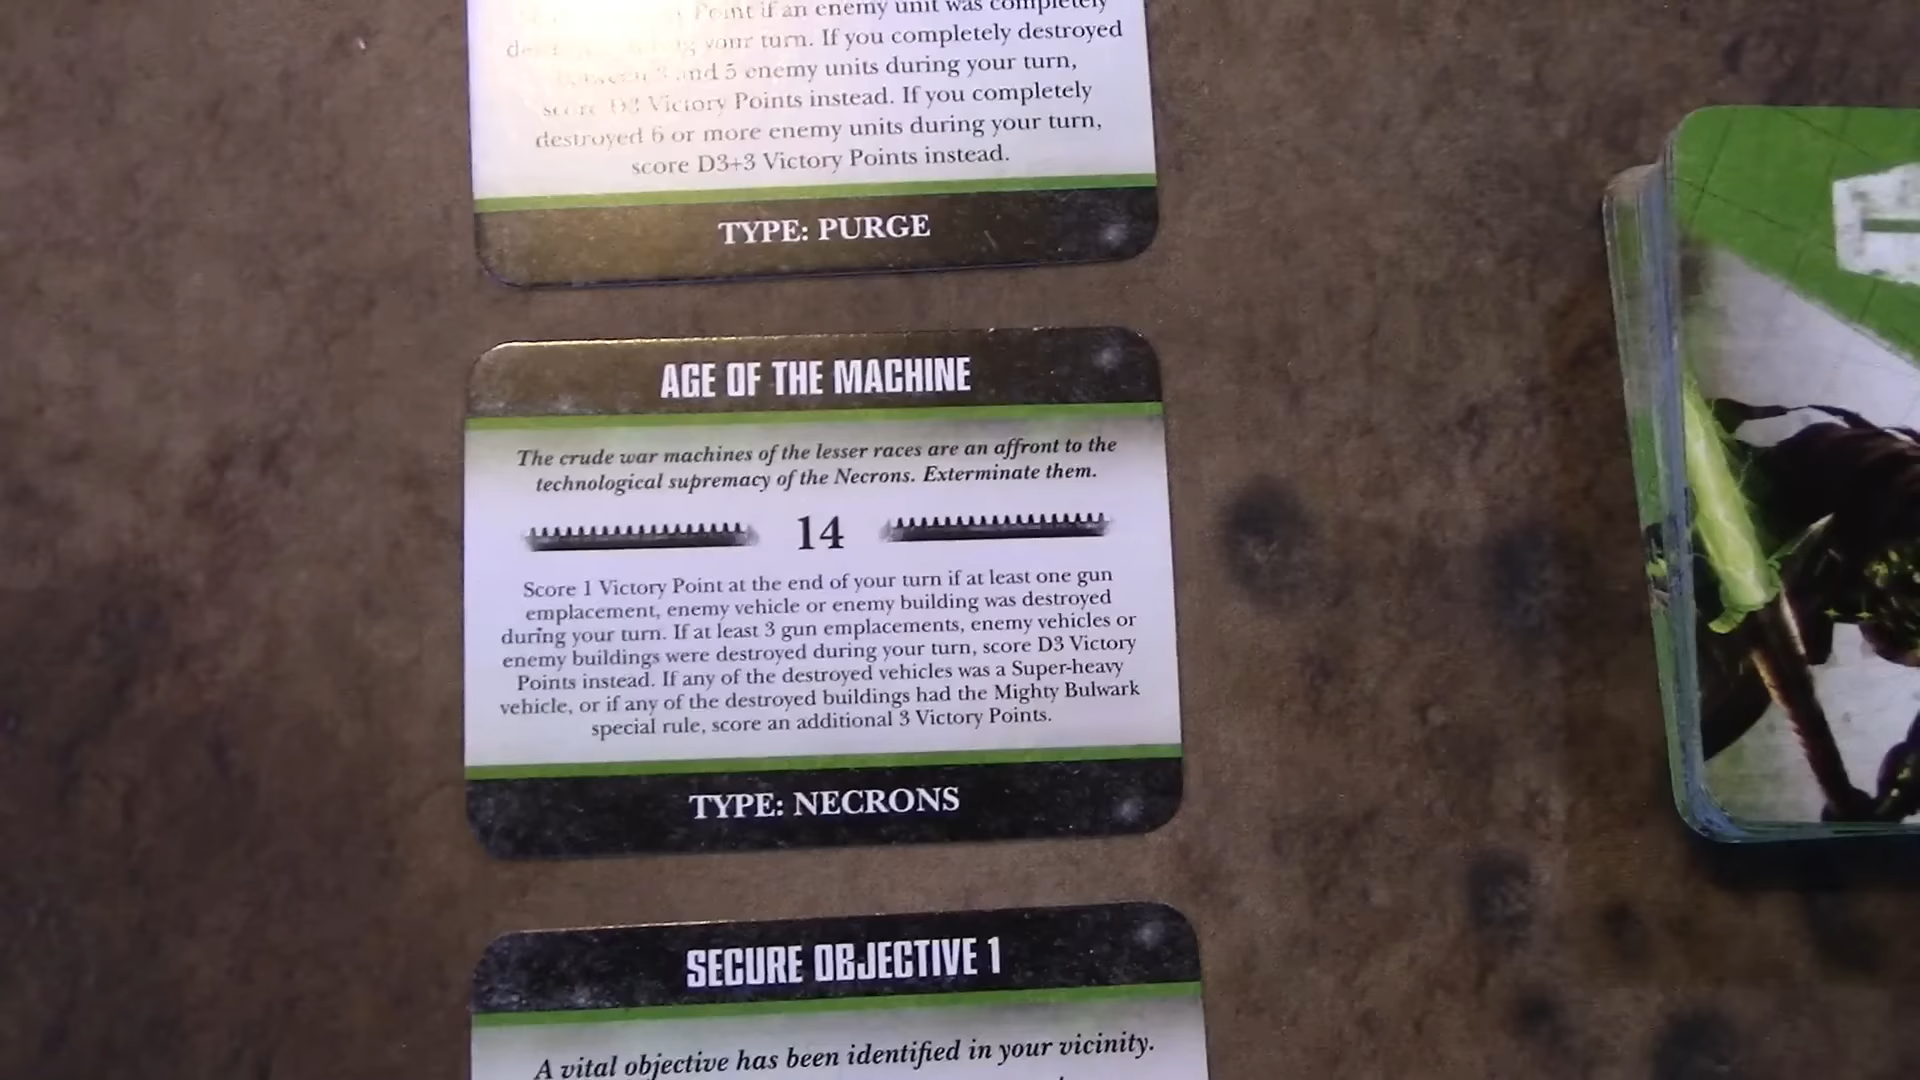 Point if an enemy unit was completely
your turn. If you completely destroyed
and 5 enemy units during your turn,
score D3 Victory Points instead. If you completely
destroyed 6 or more enemy units during your turn,
score D3+3 Victory Points instead.
TYPE: PURGE
AGE OF THE MACHINE
The crude war machines of the lesser races are an affront to the
technological supremacy of the Necrons. Exterminate them.
14
Score 1 Victory Point at the end of your turn if at least one gun
emplacement, enemy vehicle or enemy building was destroyed
during your turn. If at least 3 gun emplacements, enemy vehicles or
enemy buildings were destroyed during your turn, score D3 Victory
Points instead. If any of the destroyed vehicles was a Super-heavy
vehicle, or if any of the destroyed buildings had the Mighty Bulwark
special rule, score an additional 3 Victory Points.
TYPE: NECRONS
SECURE OBJECTIVE 1
A vital objective has been identified in your vicinity.